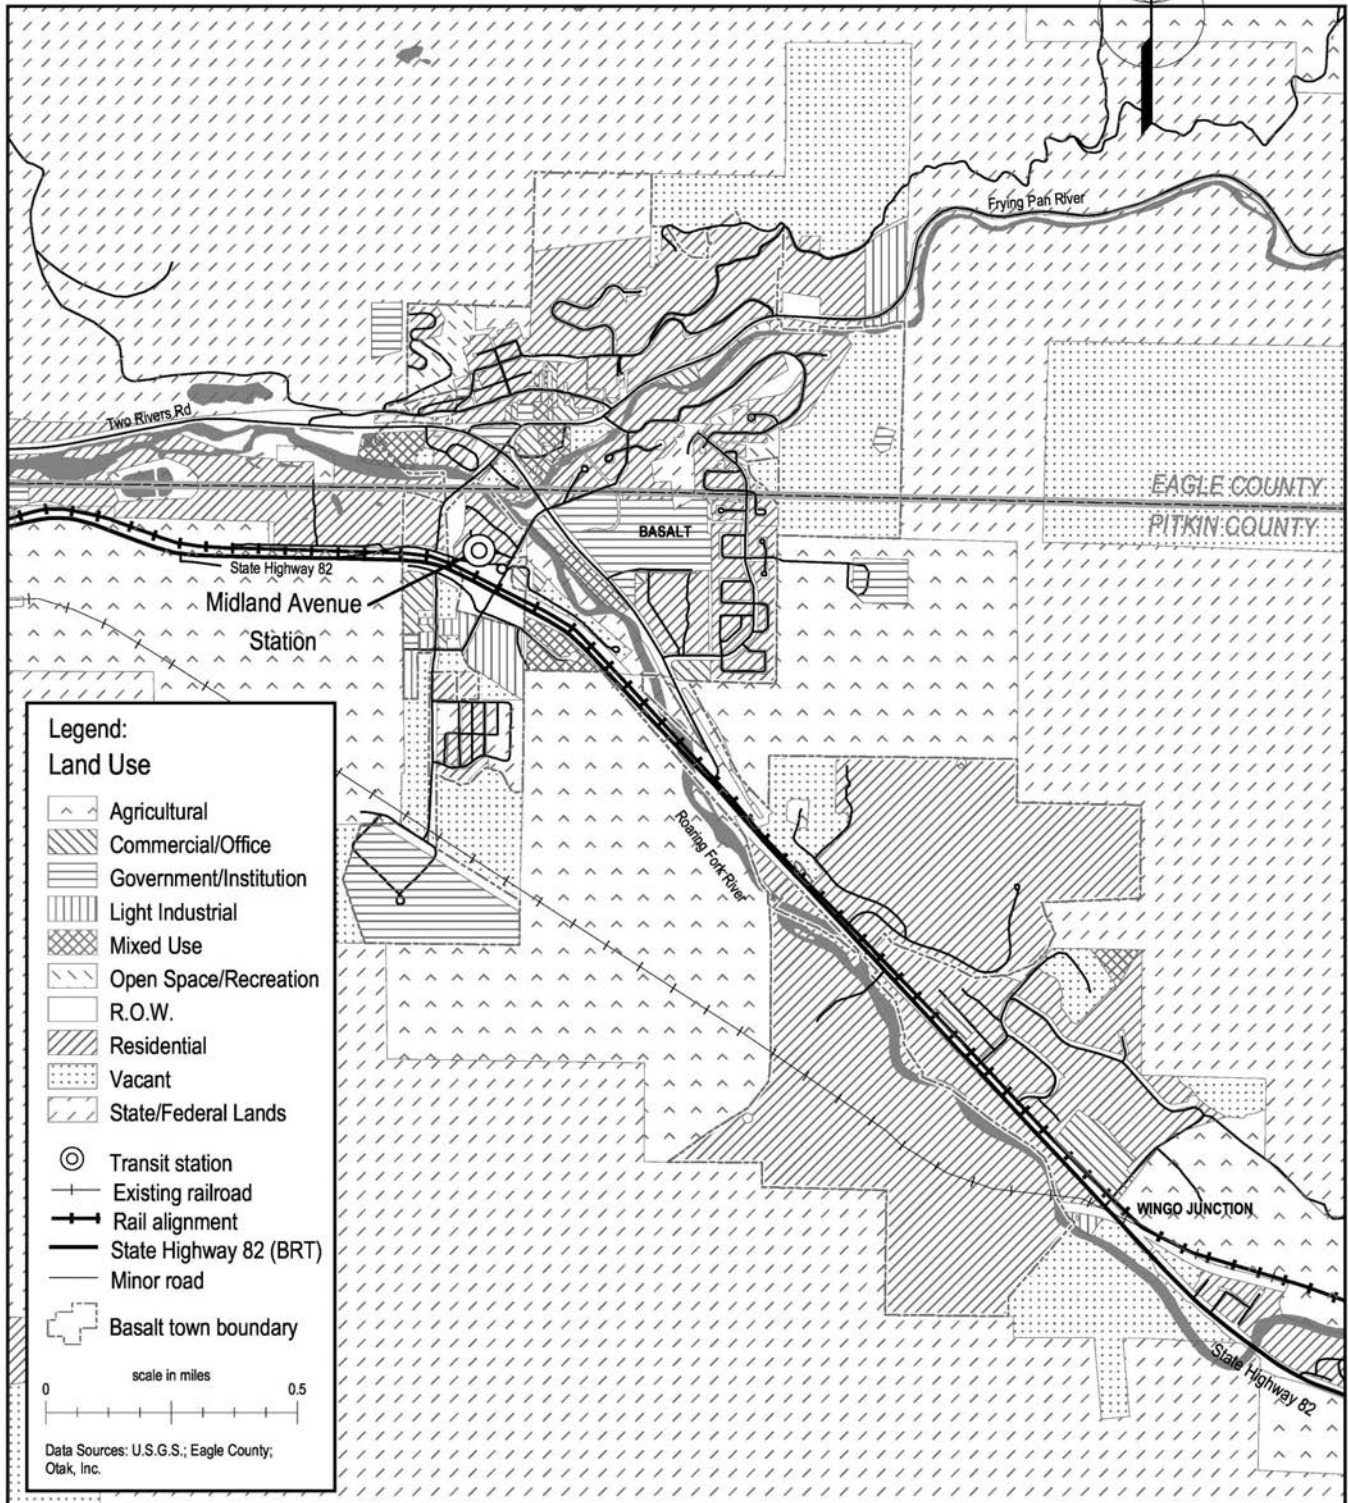 Frying Pan River
Two Rivers Rd
EAGLE COUNTY
PITKIN COUNTY
BASALT
State Highway 82
Midland Avenue
Station
Roaring Fork River
WINGO JUNCTION
State Highway 82
Legend:
Land Use
Agricultural
Commercial/Office
Government/Institution
Light Industrial
Mixed Use
Open Space/Recreation
R.O.W.
Residential
Vacant
State/Federal Lands
Transit station
Existing railroad
Rail alignment
State Highway 82 (BRT)
Minor road
Basalt town boundary
scale in miles
0 0.5
Data Sources: U.S.G.S.; Eagle County;
Otak, Inc.